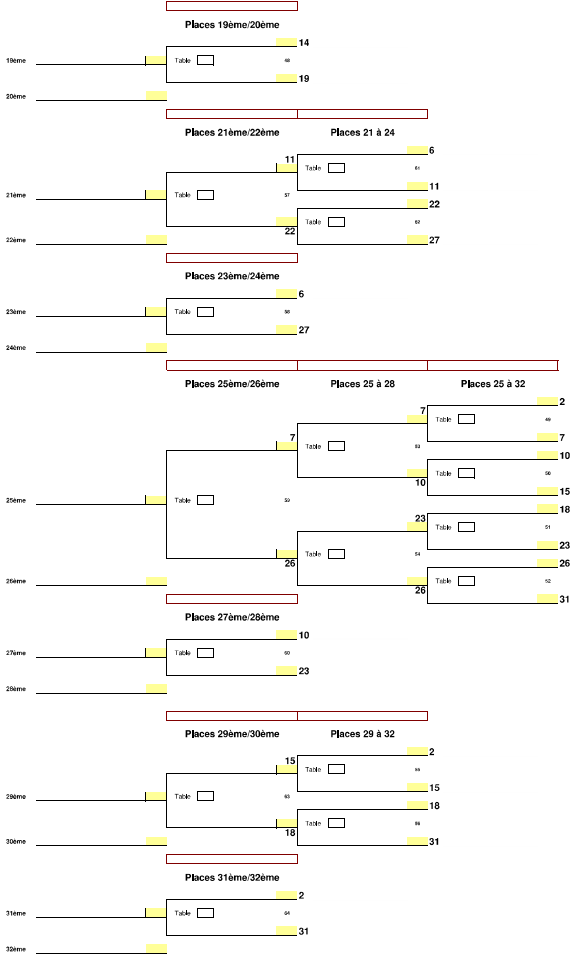 Places 19ème/20ème
14
19ème Table 68
19
20ème
Places 21ème/22ème Places 21 à 24
6
11 Table 61
11
21ème Table 57 22
22 Table 62
22ème 27
Places 23ème/24ème
6
23ème Table 58
27
24ème
Places 25ème/26ème Places 25 à 28 Places 25 à 32
2
7 Table 49
7 7
Table 53
10
10 Table 50
15
25ème Table 59
18
23 Table 51
23
Table 54
26 26
26 Table 52
26ème
31
Places 27ème/28ème
10
27ème Table 60
23
28ème
Places 29ème/30ème Places 29 à 32
2
15 Table 55
15
29ème Table 63
18
18 Table 56
30ème 31
Places 31ème/32ème
2
31ème Table 64
31
32ème